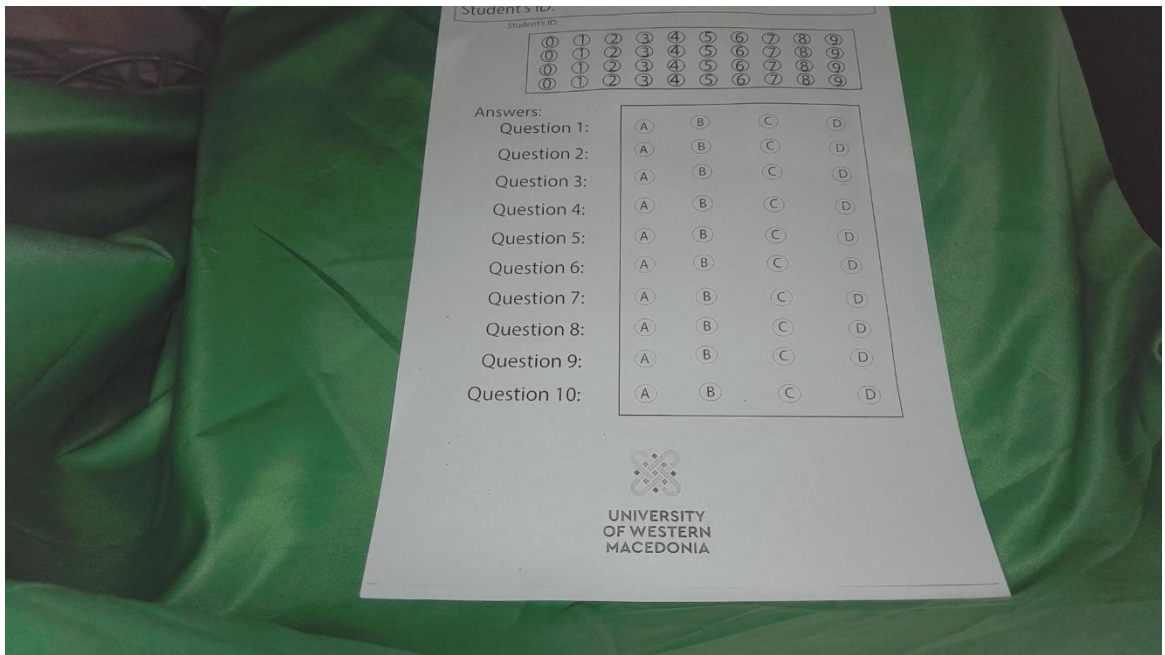 Student's ID:
Student's ID:
0 1 2 3 4 5 6 7 8 9
0 1 2 3 4 5 6 7 8 9
0 1 2 3 4 5 6 7 8 9
0 1 2 3 4 5 6 7 8 9
Answers:
Question 1: A B C D
Question 2: A B C D
Question 3: A B C D
Question 4: A B C D
Question 5: A B C D
Question 6: A B C D
Question 7: A B C D
Question 8: A B C D
Question 9: A B C D
Question 10: A B C D
UNIVERSITY
OF WESTERN
MACEDONIA